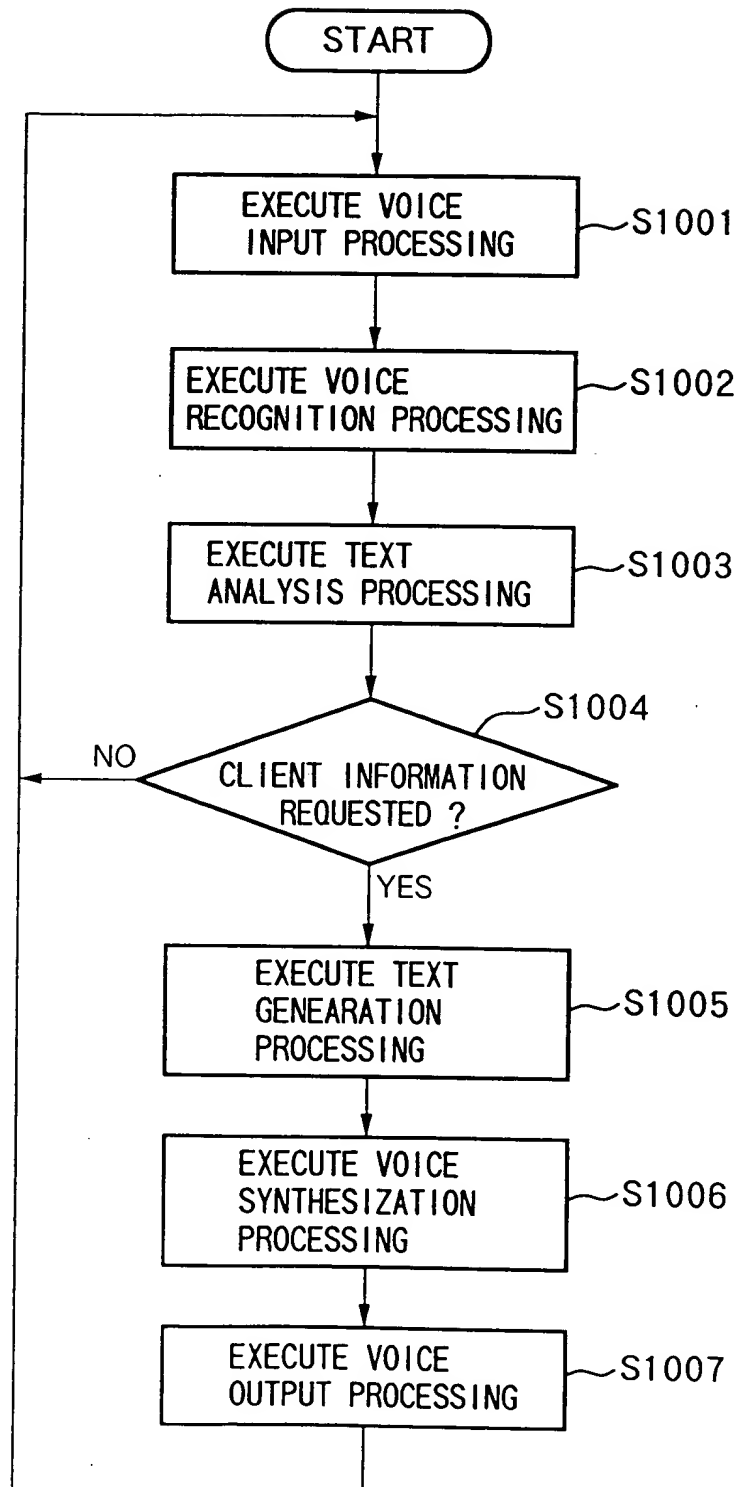 START
EXECUTE VOICE
INPUT PROCESSING
S1001
EXECUTE VOICE
RECOGNITION PROCESSING
S1002
EXECUTE TEXT
ANALYSIS PROCESSING
S1003
S1004
NO
CLIENT INFORMATION
REQUESTED ?
YES
EXECUTE TEXT
GENEARATION
PROCESSING
S1005
EXECUTE VOICE
SYNTHESIZATION
PROCESSING
S1006
EXECUTE VOICE
OUTPUT PROCESSING
S1007